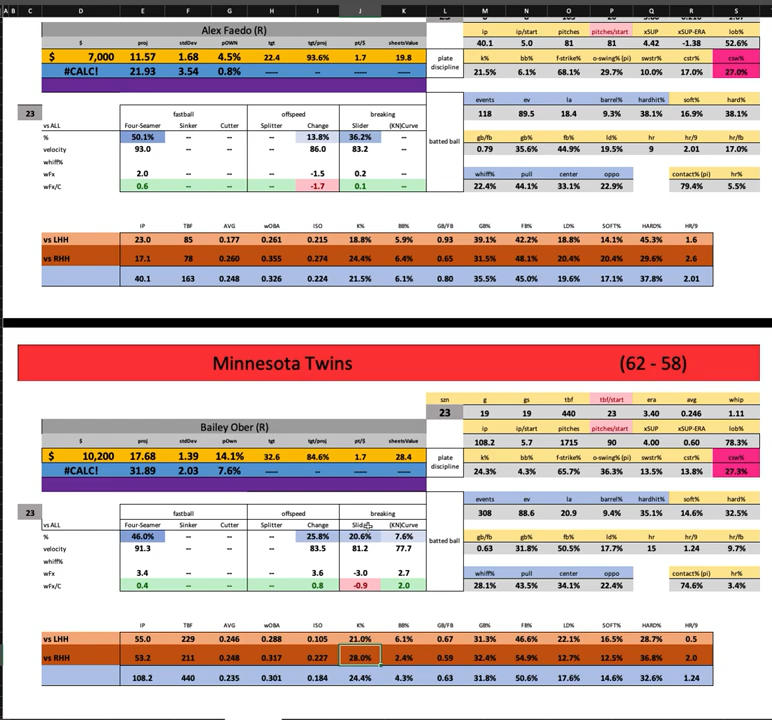 C D E F G H I J K L M N O P Q R S
Alex Faedo (R)
$ proj stdDev pOWN tgt tgt/proj pt/$ sheetsValue
$ 7,000 11.57 1.68 4.5% 22.4 93.6% 1.7 19.8
#CALC! 21.93 3.54 0.8% -- -- --
ip ip/start pitches pitches/start xSUP xSUP-ERA lob%
40.1 5.0 81 81 4.42 -1.38 52.6%
plate discipline
k% bb% f-strike% o-swing% (pi) swstr% cstr% csw%
21.5% 6.1% 68.1% 29.7% 10.0% 17.0% 27.0%
events ev la barrel% hardhit% soft% hard%
118 89.5 18.4 9.3% 38.1% 16.9% 38.1%
23 fastball offspeed breaking
vs ALL Four-Seamer Sinker Cutter Splitter Change Slider (KN)Curve
% 50.1% -- -- -- 13.8% 36.2% --
velocity 93.0 -- -- -- 86.0 83.2 --
whiff%
wFx 2.0 -- -- -- -1.5 0.2 --
wFx/C 0.6 -- -- -- -1.7 0.1 --
batted ball
gb/fb gb% fb% ld% hr hr/9 hr/fb
0.79 35.6% 44.9% 19.5% 9 2.01 17.0%
whiff% pull center oppo contact% (pi) hr%
22.4% 44.1% 33.1% 22.9% 79.4% 5.5%
IP TBF AVG wOBA ISO K% BB% GB/FB GB% FB% LD% SOFT% HARD% HR/9
vs LHH 23.0 85 0.177 0.261 0.215 18.8% 5.9% 0.93 39.1% 42.2% 18.8% 14.1% 45.3% 1.6
vs RHH 17.1 78 0.260 0.355 0.274 24.4% 6.4% 0.65 31.5% 48.1% 20.4% 20.4% 29.6% 2.6
40.1 163 0.248 0.326 0.224 21.5% 6.1% 0.80 35.5% 45.0% 19.6% 17.1% 37.8% 2.01
Minnesota Twins (62 - 58)
szn g gs tbf tbf/start era avg whip
23 19 19 440 23 3.40 0.246 1.11
Bailey Ober (R)
$ proj stdDev pOwn tgt tgt/proj pt/$ sheetsValue
$ 10,200 17.68 1.39 14.1% 32.6 84.6% 1.7 28.4
#CALC! 31.89 2.03 7.6% ---- -- ----
ip ip/start pitches pitches/start xSUP xSUP-ERA lob%
108.2 5.7 1715 90 4.00 0.60 78.3%
plate discipline
k% bb% f-strike% o-swing% (pi) swstr% cstr% csw%
24.3% 4.3% 65.7% 36.3% 13.5% 13.8% 27.3%
events ev la barrel% hardhit% soft% hard%
308 88.6 20.9 9.4% 35.1% 14.6% 32.5%
23 fastball offspeed breaking
vs ALL Four-Seamer Sinker Cutter Splitter Change Slider (KN)Curve
% 46.0% -- -- -- 25.8% 20.6% 7.6%
velocity 91.3 -- -- -- 83.5 81.2 77.7
whiff%
wFx 3.4 -- -- -- 3.6 -3.0 2.7
wFx/C 0.4 -- -- -- 0.8 -0.9 2.0
batted ball
gb/fb gb% fb% ld% hr hr/9 hr/fb
0.63 31.8% 50.5% 17.7% 15 1.24 9.7%
whiff% pull center oppo contact% (pi) hr%
28.1% 43.5% 34.1% 22.4% 74.6% 3.4%
IP TBF AVG wOBA ISO K% BB% GB/FB GB% FB% LD% SOFT% HARD% HR/9
vs LHH 55.0 229 0.246 0.288 0.105 21.0% 6.1% 0.67 31.3% 46.6% 22.1% 16.5% 28.7% 0.5
vs RHH 53.2 211 0.248 0.317 0.227 28.0% 2.4% 0.59 32.4% 54.9% 12.7% 12.5% 36.8% 2.0
108.2 440 0.235 0.301 0.184 24.4% 4.3% 0.63 31.8% 50.6% 17.6% 14.6% 32.6% 1.24